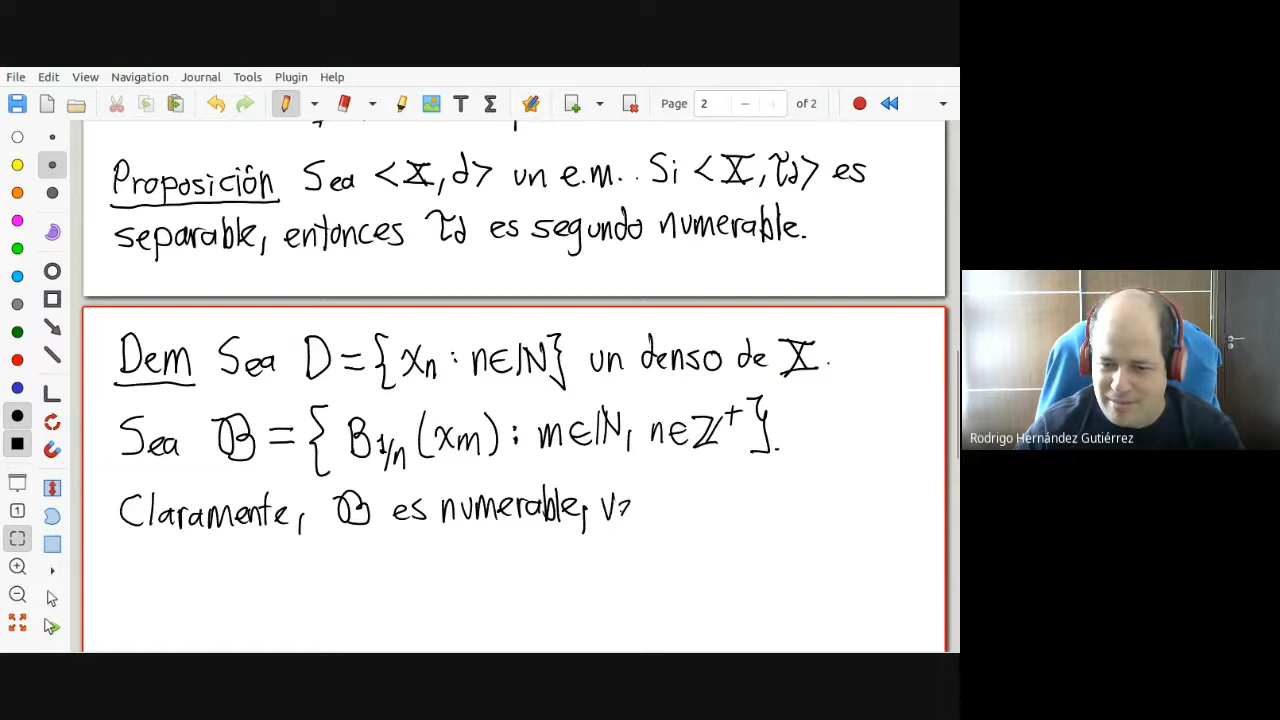 File Edit View Navigation Journal Tools Plugin Help
Page 2 of 2
Proposición Sea <X, d> un e.m.. Si <X, τd> es
separable, entonces τd es segundo numerable.
Dem Sea D = {xn : n∈ℕ} un denso de X.
Sea B = { B1/n (xm) : m∈ℕ, n∈ℤ+ }.
Claramente, B es numerable,
Rodrigo Hernández Gutiérrez